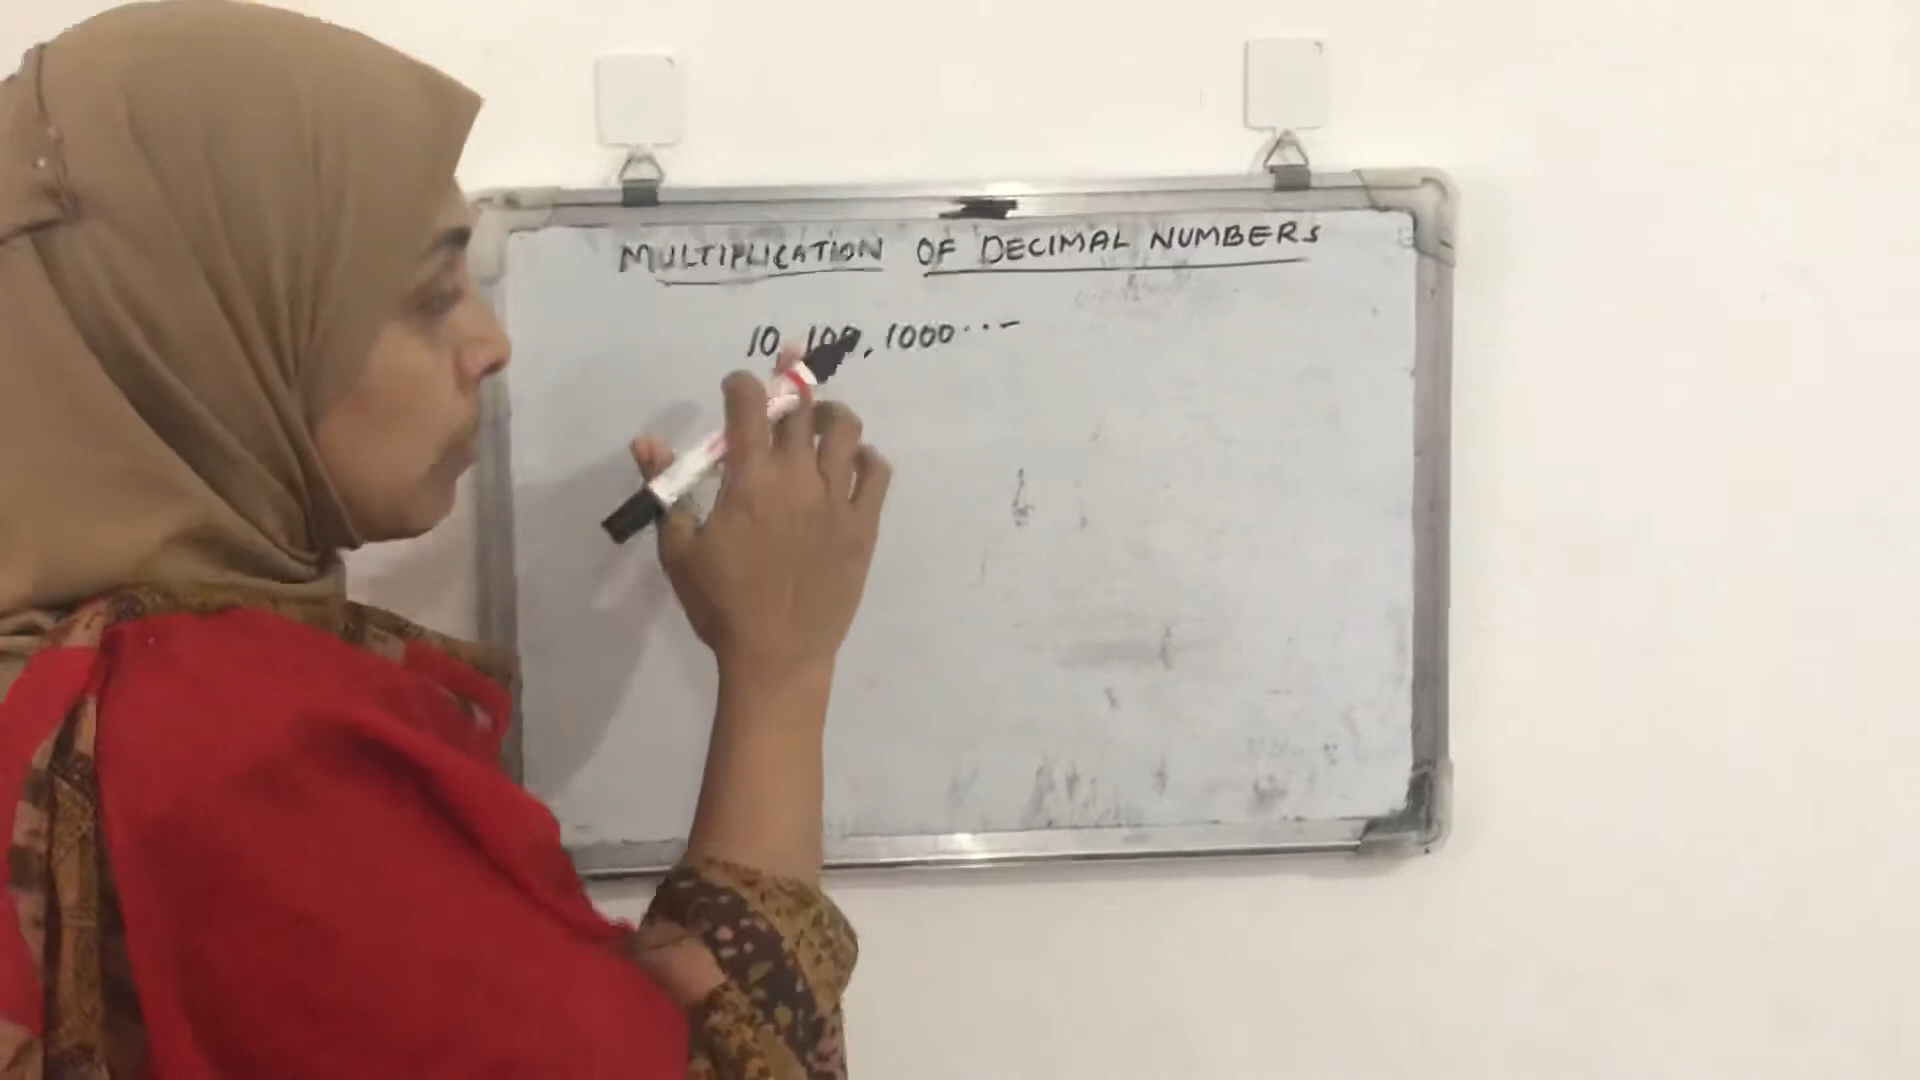 MULTIPLICATION OF DECIMAL NUMBERS
10, 100, 1000...-